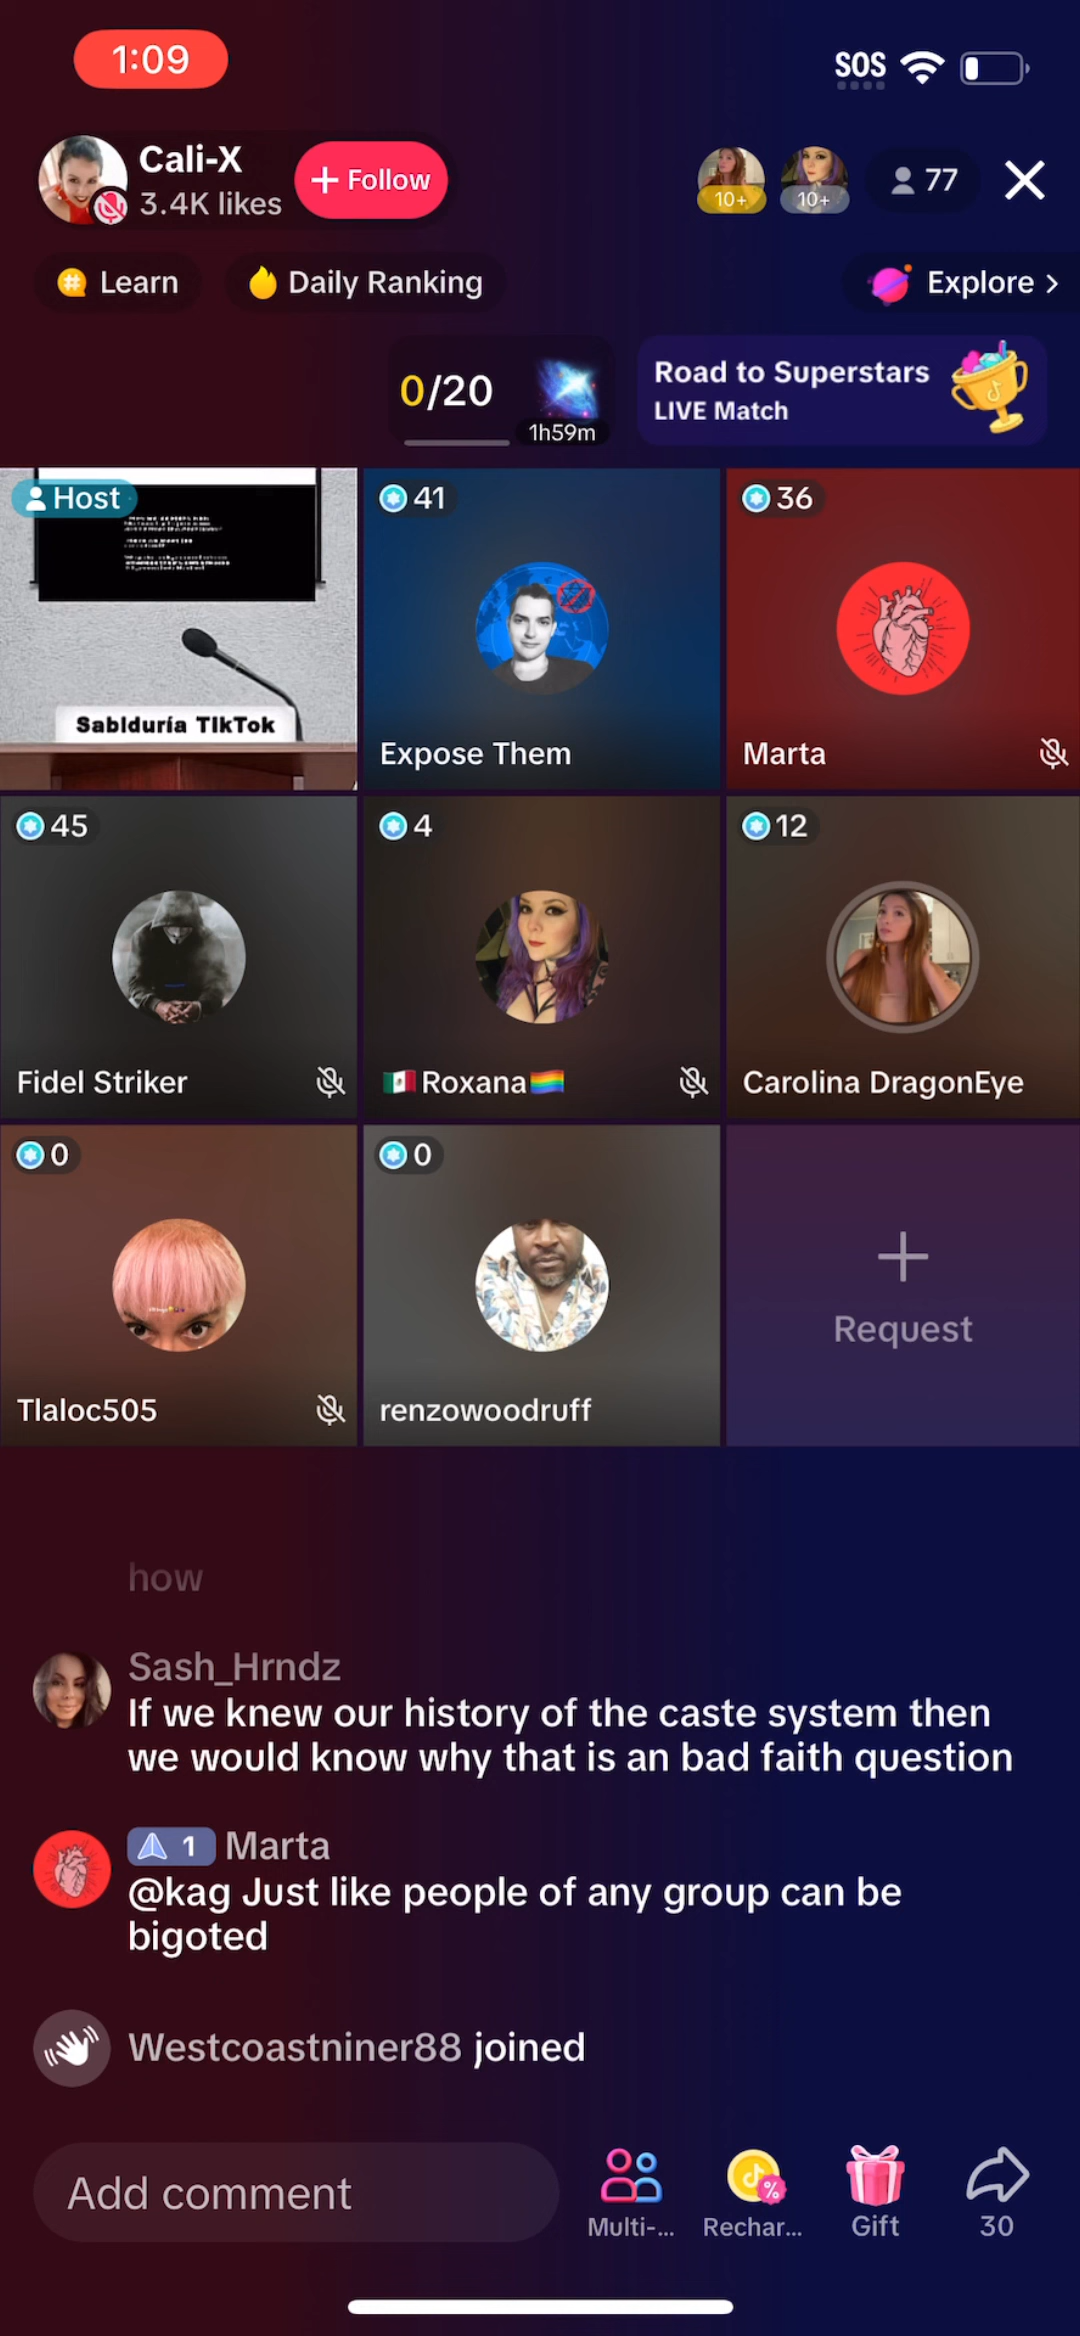 1:09
SOS
Cali-X
3.4K likes
+ Follow
10+
10+
77
Learn
Daily Ranking
Explore >
0/20
1h59m
Road to Superstars
LIVE Match
Host
Sabiduría TikTok
41
Expose Them
36
Marta
45
Fidel Striker
4
🇲🇽Roxana🏳️‍🌈
12
Carolina DragonEye
0
Tlaloc505
0
renzowoodruff
Request
how
Sash_Hrndz
If we knew our history of the caste system then
we would know why that is an bad faith question
1 Marta
@kag Just like people of any group can be
bigoted
Westcoastniner88 joined
Add comment
Multi-...
Rechar...
Gift
30